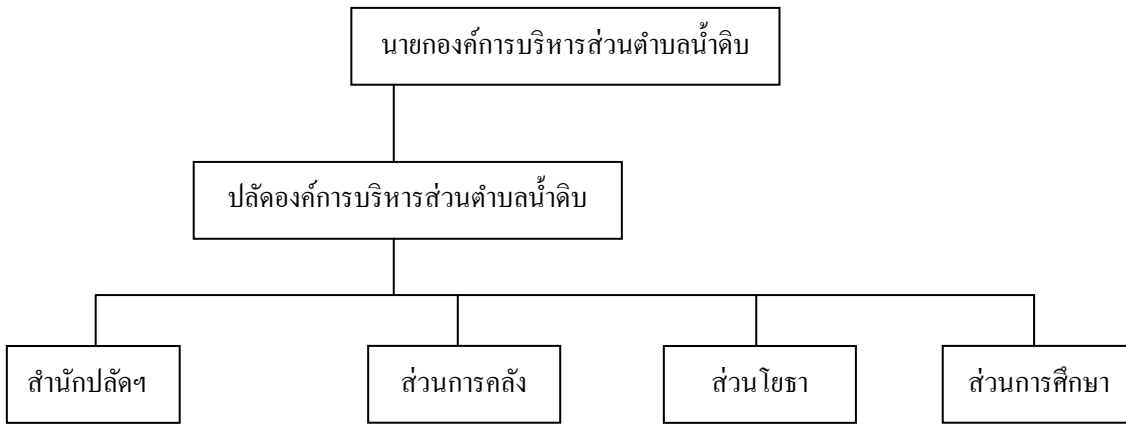 นายกองค์การบริหารส่วนตำบลน้ำดิบ
ปลัดองค์การบริหารส่วนตำบลน้ำดิบ
สำนักปลัดฯ
ส่วนการคลัง
ส่วนโยธา
ส่วนการศึกษา